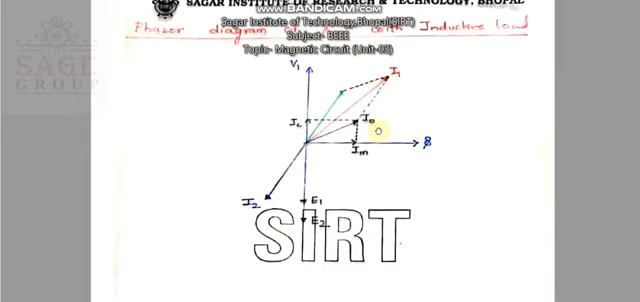 SAGAR INSTITUTE OF RESEARCH & TECHNOLOGY, BHOPAL
WWW.BANDICAM.COM
Sagar Institute of Technology,Bhopal(SIRT)
Subject- BEEE
Topic- Magnetic Circuit (Unit-03)
Phasor diagram with Inductive load
SAGE
GROUP
V1
I1
Ic
Io
Im
I2
E1
E2
SIRT